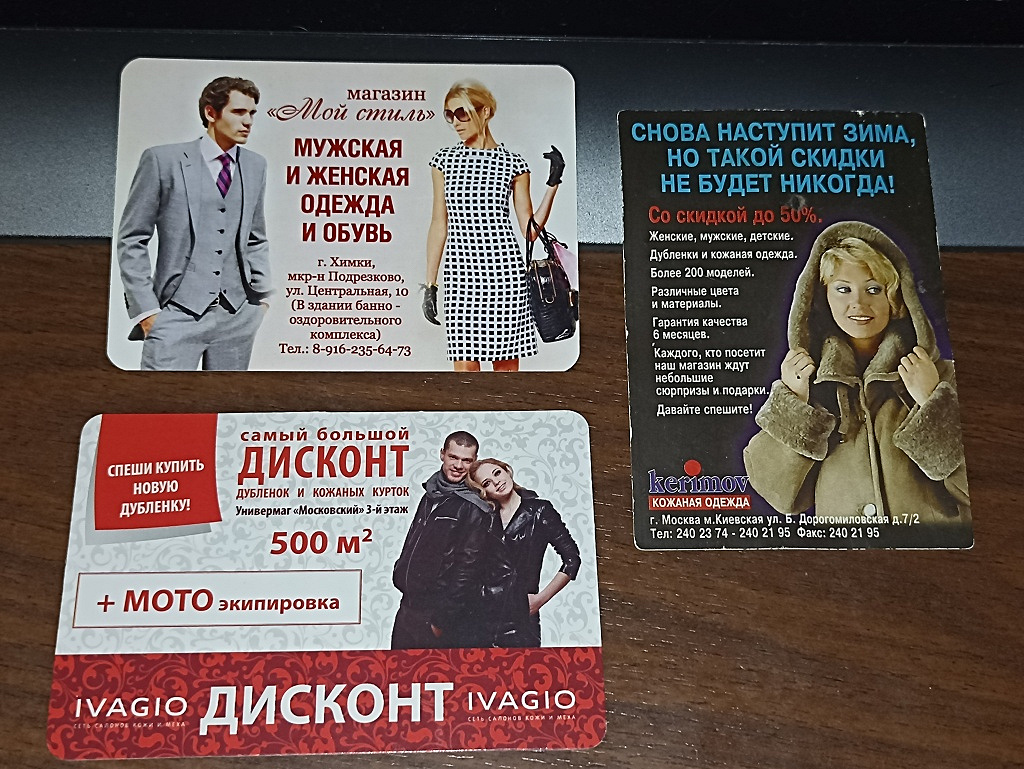 магазин
«Мой стиль»
МУЖСКАЯ
И ЖЕНСКАЯ
ОДЕЖДА
И ОБУВЬ
г. Химки,
мкр-н Подрезково,
ул. Центральная, 10
(В здании банно -
оздоровительного
комплекса)
Тел.: 8-916-235-64-73
СНОВА НАСТУПИТ ЗИМА,
НО ТАКОЙ СКИДКИ
НЕ БУДЕТ НИКОГДА!
Со скидкой до 50%.
Женские, мужские, детские.
Дубленки и кожаная одежда.
Более 200 моделей.
Различные цвета
и материалы.
Гарантия качества
6 месяцев.
Каждого, кто посетит
наш магазин ждут
небольшие
сюрпризы и подарки.
Давайте спешите!
kerimov
КОЖАНАЯ ОДЕЖДА
г. Москва м.Киевская ул. Б. Дорогомиловская д.7/2
Тел: 240 23 74 - 240 21 95 Факс: 240 21 95
СПЕШИ КУПИТЬ
НОВУЮ
ДУБЛЕНКУ!
самый большой
ДИСКОНТ
ДУБЛЕНОК И КОЖАНЫХ КУРТОК
Универмаг «Московский» 3-й этаж
500 м²
+ МОТО экипировка
IVAGIO ДИСКОНТ IVAGIO
СЕТЬ САЛОНОВ КОЖИ И МЕХА СЕТЬ САЛОНОВ КОЖИ И МЕХА